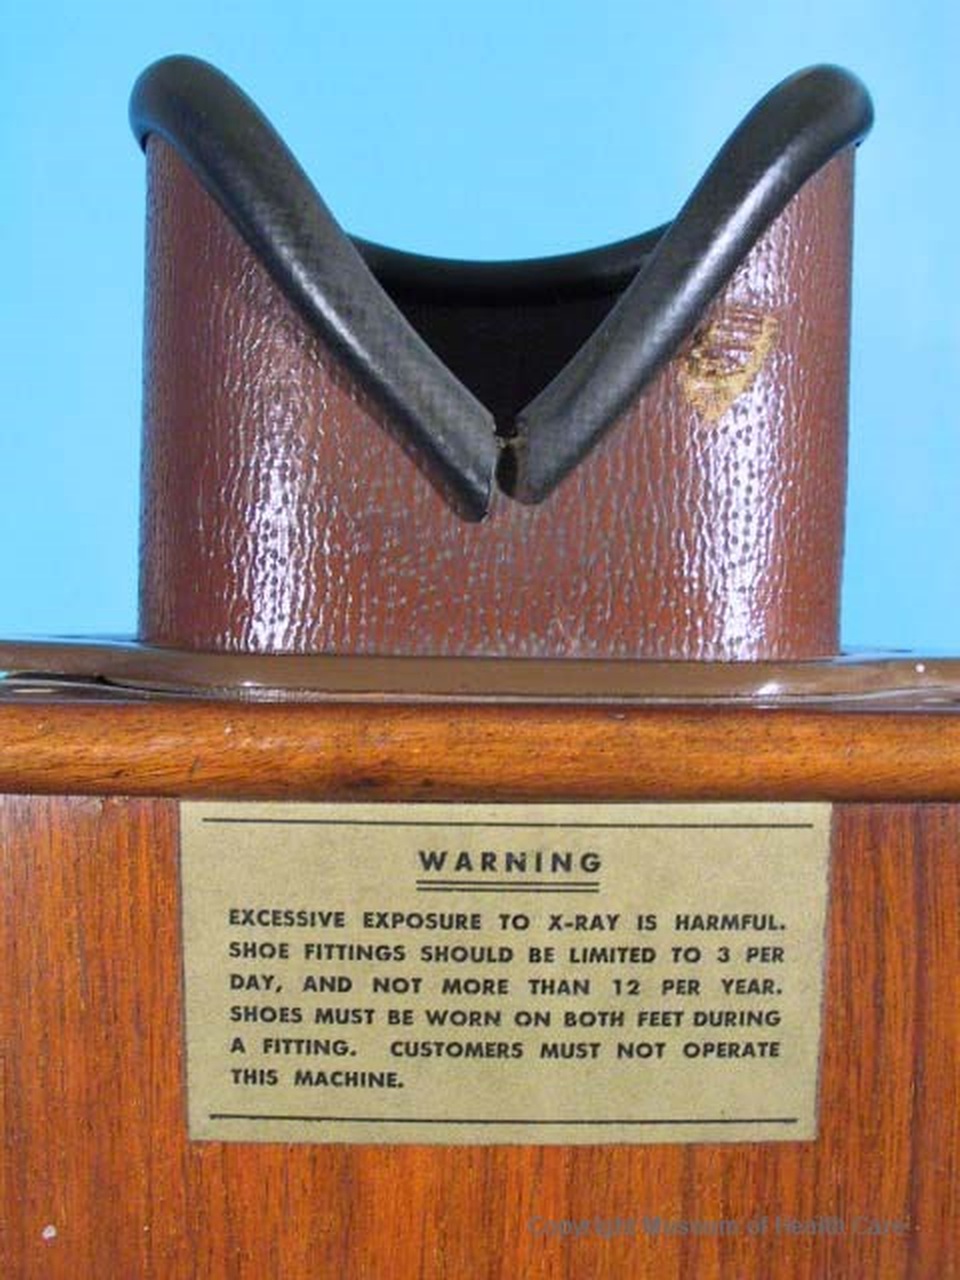 WARNING
EXCESSIVE EXPOSURE TO X-RAY IS HARMFUL.
SHOE FITTINGS SHOULD BE LIMITED TO 3 PER
DAY, AND NOT MORE THAN 12 PER YEAR.
SHOES MUST BE WORN ON BOTH FEET DURING
A FITTING. CUSTOMERS MUST NOT OPERATE
THIS MACHINE.
Copyright Museum of Health Care